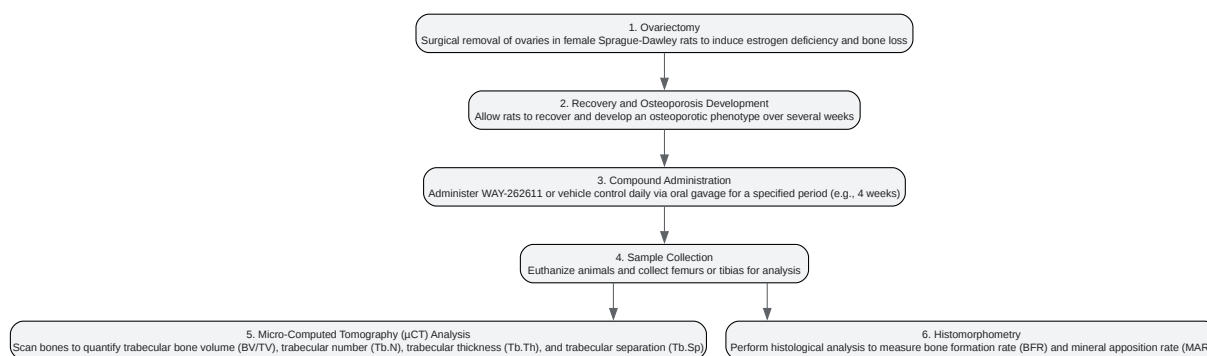 1. Ovariectomy
Surgical removal of ovaries in female Sprague-Dawley rats to induce estrogen deficiency and bone loss
2. Recovery and Osteoporosis Development
Allow rats to recover and develop an osteoporotic phenotype over several weeks
3. Compound Administration
Administer WAY-262611 or vehicle control daily via oral gavage for a specified period (e.g., 4 weeks)
4. Sample Collection
Euthanize animals and collect femurs or tibias for analysis
5. Micro-Computed Tomography (µCT) Analysis
Scan bones to quantify trabecular bone volume (BV/TV), trabecular number (Tb.N), trabecular thickness (Tb.Th), and trabecular separation (Tb.Sp)
6. Histomorphometry
Perform histological analysis to measure bone formation rate (BFR) and mineral apposition rate (MAR